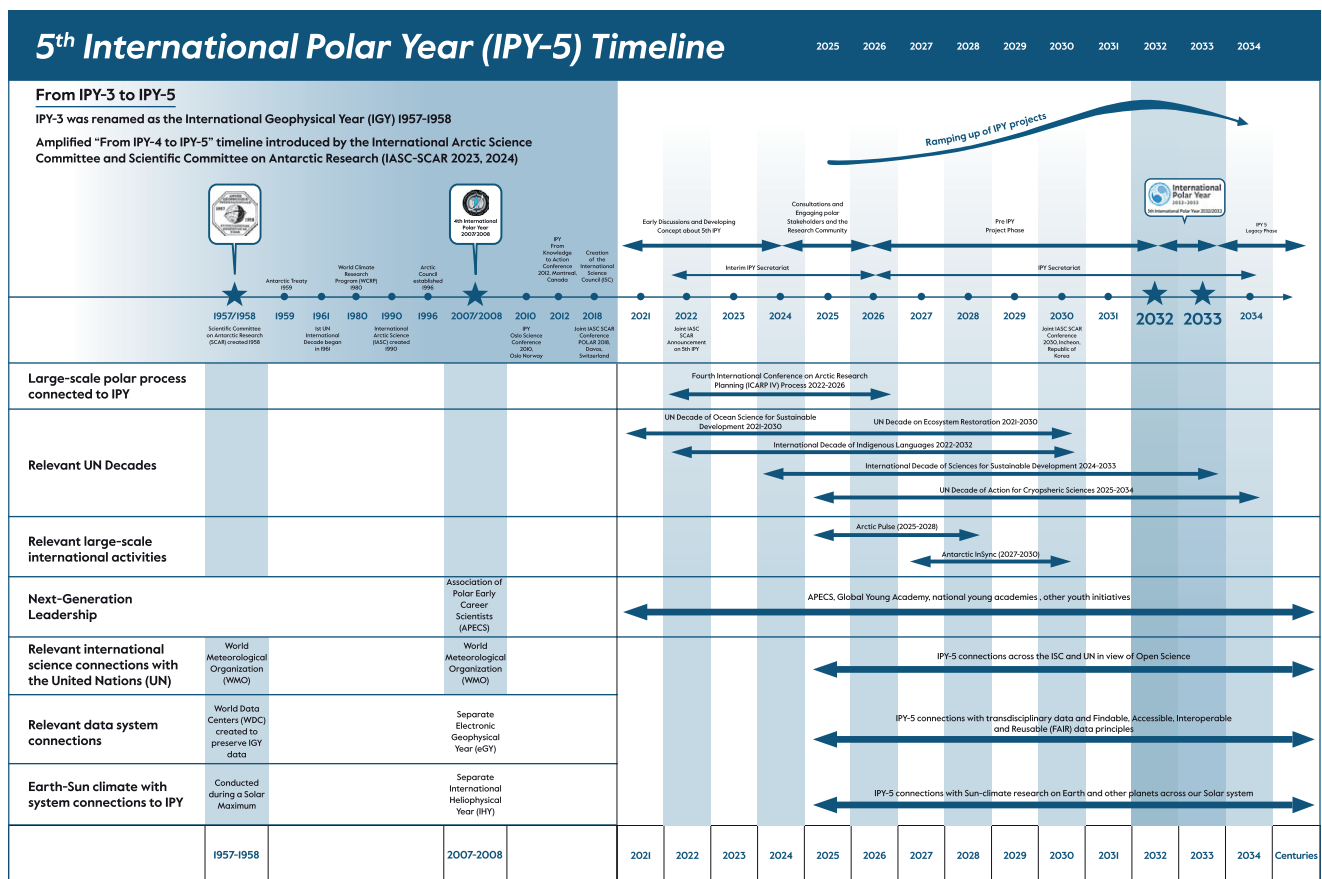 5th International Polar Year (IPY-5) Timeline
2025 2026 2027 2028 2029 2030 2031 2032 2033 2034
From IPY-3 to IPY-5
IPY-3 was renamed as the International Geophysical Year (IGY) 1957-1958
Amplified “From IPY-4 to IPY-5” timeline introduced by the International Arctic Science
Committee and Scientific Committee on Antarctic Research (IASC-SCAR 2023, 2024)
Ramping up of IPY projects
4th International
Polar Year
2007/2008
International
Polar Year
2032-2033
5th International Polar Year 2032/2033
Early Discussions and Developing
Concept about 5th IPY
Consultations and
Engaging polar
Stakeholders and the
Research Community
Pre IPY
Project Phase
IPY 5
Legacy Phase
Interim IPY Secretariat
IPY Secretariat
Antarctic Treaty
1959
World Climate
Research
Program (WCRP)
1980
Arctic
Council
established
1996
IPY
From
Knowledge
to Action
Conference
2012, Montreal,
Canada
Creation
of the
International
Science
Council (ISC)
1957/1958 1959 1961 1980 1990 1996 2007/2008 2010 2012 2018 2021 2022 2023 2024 2025 2026 2027 2028 2029 2030 2031 2032 2033 2034
Scientific Committee
on Antarctic Research
(SCAR) created 1958
1st UN
International
Decade began
in 1961
International
Arctic Science
(IASC) created
1990
IPY
Oslo Science
Conference
2010,
Oslo Norway
Joint IASC SCAR
Conference
POLAR 2018,
Davos,
Switzerland
Joint IASC
SCAR
Announcement
on 5th IPY
Joint IASC SCAR
Conference
2030, Incheon,
Republic of
Korea
Large-scale polar process
connected to IPY
Fourth International Conference on Arctic Research
Planning (ICARP IV) Process 2022-2026
Relevant UN Decades
UN Decade of Ocean Science for Sustainable
Development 2021-2030
UN Decade on Ecosystem Restoration 2021-2030
International Decade of Indigenous Languages 2022-2032
International Decade of Sciences for Sustainable Development 2024-2033
UN Decade of Action for Cryopsheric Sciences 2025-2034
Relevant large-scale
international activities
Arctic Pulse (2025-2028)
Antarctic InSync (2027-2030)
Next-Generation
Leadership
Association of
Polar Early
Career
Scientists
(APECS)
APECS, Global Young Academy, national young academies , other youth initiatives
Relevant international
science connections with
the United Nations (UN)
World
Meteorological
Organization
(WMO)
World
Meteorological
Organization
(WMO)
IPY-5 connections across the ISC and UN in view of Open Science
Relevant data system
connections
World Data
Centers (WDC)
created to
preserve IGY
data
Separate
Electronic
Geophysical
Year (eGY)
IPY-5 connections with transdisciplinary data and Findable, Accessible, Interoperable
and Reusable (FAIR) data principles
Earth-Sun climate with
system connections to IPY
Conducted
during a Solar
Maximum
Separate
International
Heliophysical
Year (IHY)
IPY-5 connections with Sun-climate research on Earth and other planets across our Solar system
1957-1958 2007-2008 2021 2022 2023 2024 2025 2026 2027 2028 2029 2030 2031 2032 2033 2034 Centuries